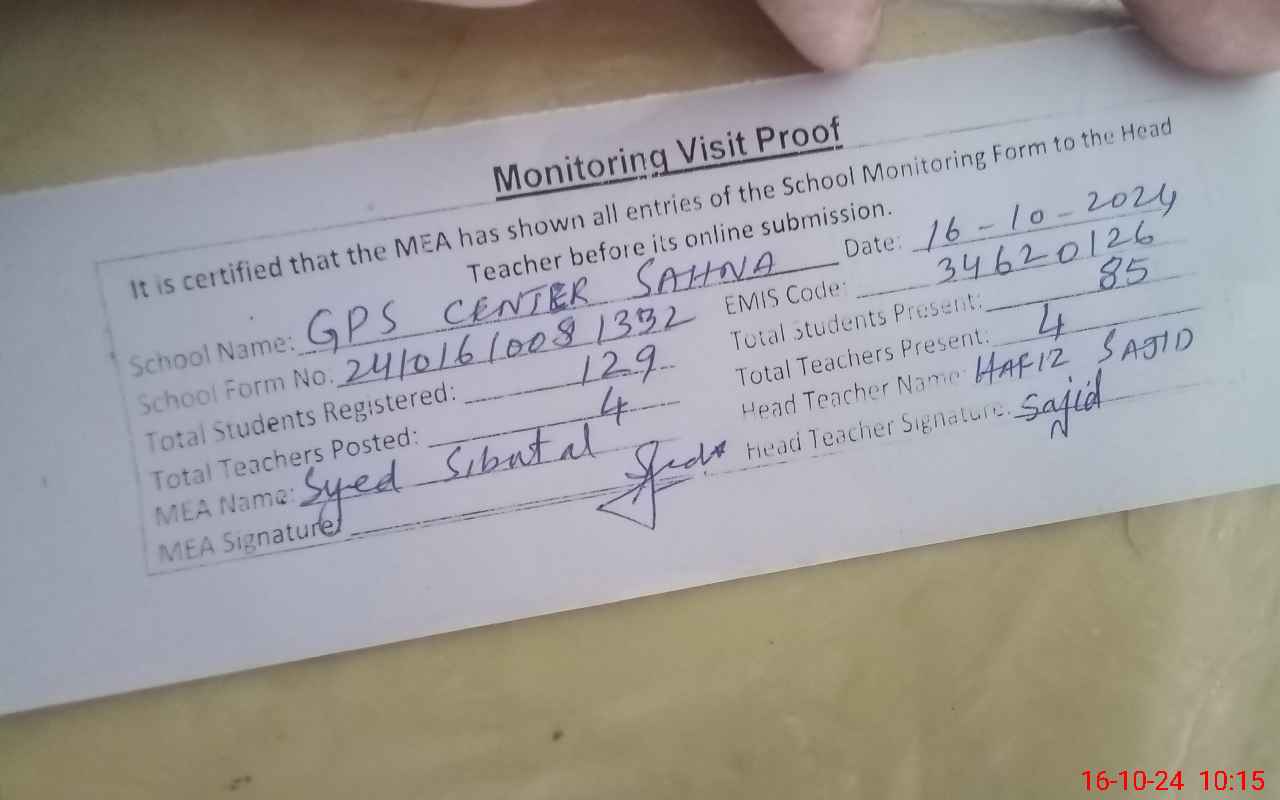 Monitoring Visit Proof
It is certified that the MEA has shown all entries of the School Monitoring Form to the Head
Teacher before its online submission.
School Name: GPS CENTER SAHNA Date: 16-10-2024
School Form No. 2410161008 1332 EMIS Code: 34620126
Total Students Registered: 129 Total Students Present: 85
Total Teachers Posted: 4 Total Teachers Present: 4
MEA Name: Syed Sibutal Head Teacher Name: HAFIZ SAJID
MEA Signature: Head Teacher Signature: Sajid
16-10-24 10:15